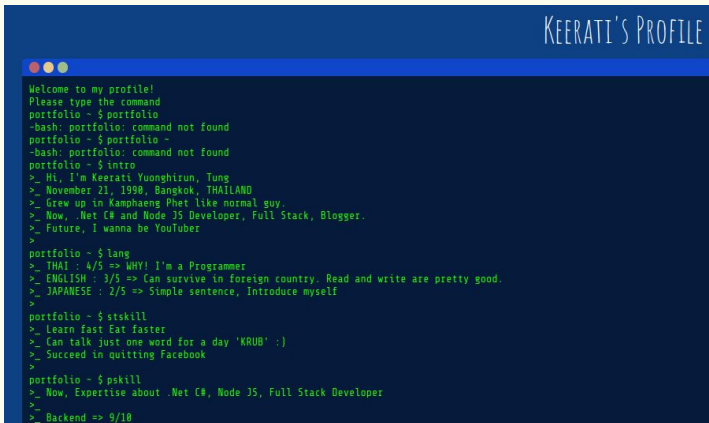 KEERATI'S PROFILE
Welcome to my profile!
Please type the command
portfolio ~ $ portfolio
-bash: portfolio: command not found
portfolio ~ $ portfolio ~
-bash: portfolio: command not found
portfolio ~ $ intro
>_ Hi, I'm Keerati Yuonghirun, Tung
>_ November 21, 1990, Bangkok, THAILAND
>_ Grew up in Kamphaeng Phet like normal guy.
>_ Now, .Net C# and Node JS Developer, Full Stack, Blogger.
>_ Future, I wanna be YouTuber
>
portfolio ~ $ lang
>_ THAI : 4/5 => WHY! I'm a Programmer
>_ ENGLISH : 3/5 => Can survive in foreign country. Read and write are pretty good.
>_ JAPANESE : 2/5 => Simple sentence, Introduce myself
>
portfolio ~ $ stskill
>_ Learn fast Eat faster
>_ Can talk just one word for a day 'KRUB' :)
>_ Succeed in quitting Facebook
>
portfolio ~ $ pskill
>_ Now, Expertise about .Net C#, Node JS, Full Stack Developer
>_
>_ Backend => 9/10